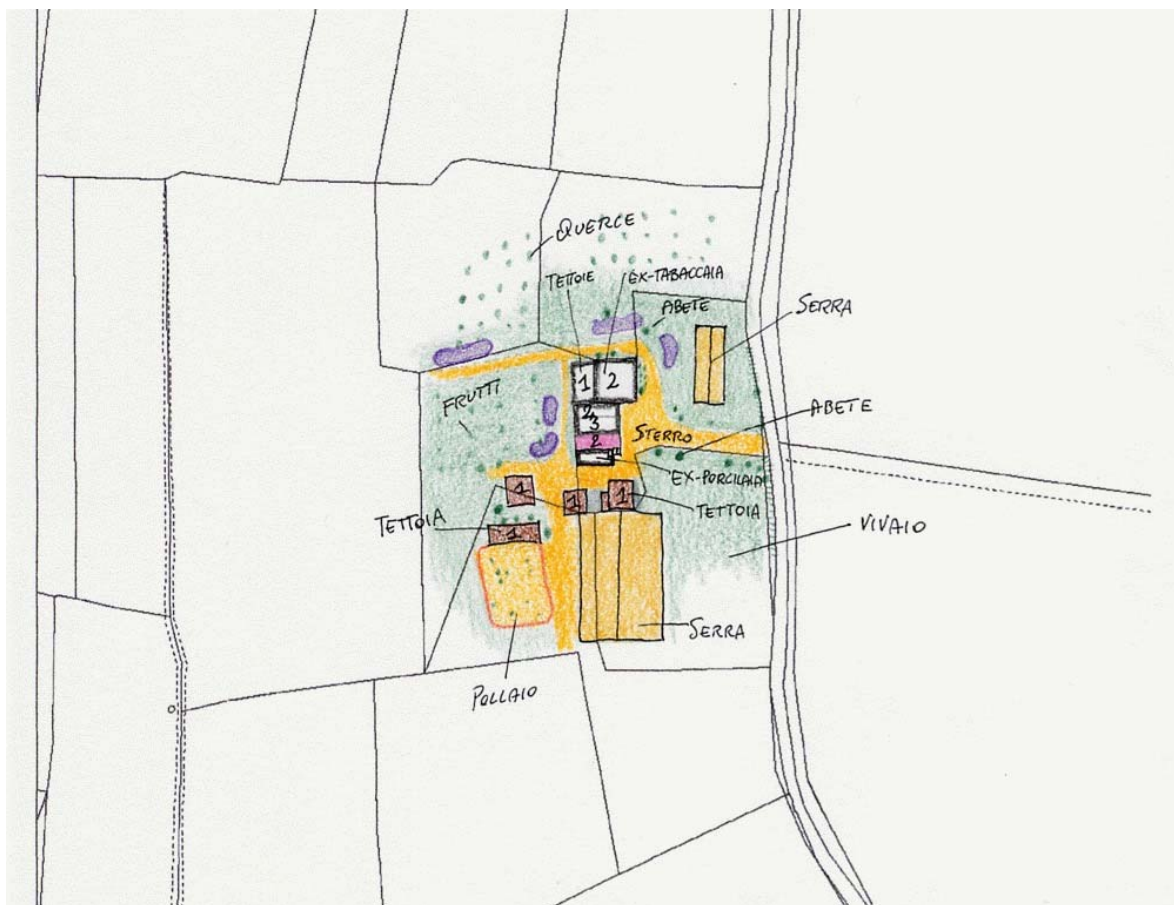 QUERCE
TETTOIE
EX-TABACCAIA
ABETE
SERRA
1
2
FRUTTI
2/3
2
STERRO
ABETE
EX-PORCILAIA
1
1
1
TETTOIA
TETTOIA
1
VIVAIO
SERRA
POLLAIO